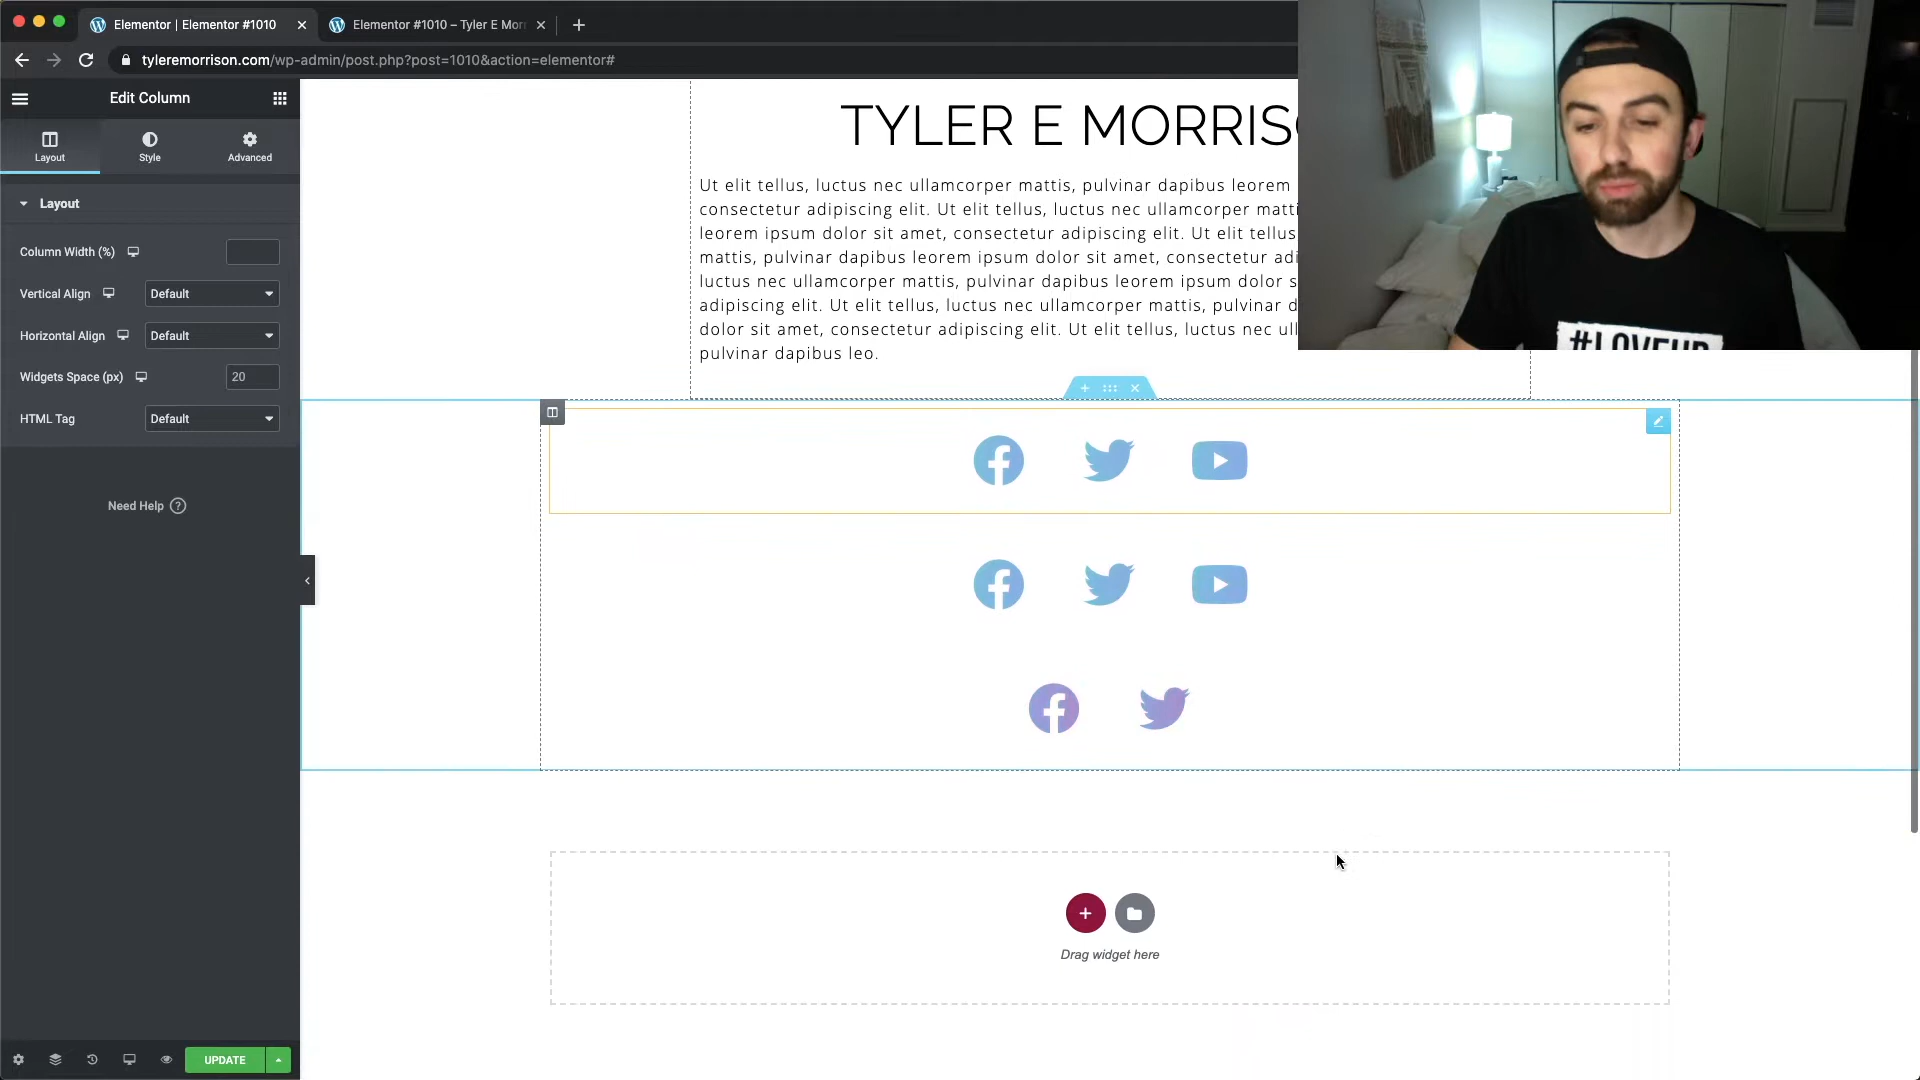 Elementor | Elementor #1010
Elementor #1010 – Tyler E Mor
tyleremorrison.com/wp-admin/post.php?post=1010&action=elementor#
Edit Column
Layout
Style
Advanced
Layout
Column Width (%)
Vertical Align
Default
Horizontal Align
Default
Widgets Space (px)
20
HTML Tag
Default
Need Help ?
UPDATE
TYLER E MORRIS
Ut elit tellus, luctus nec ullamcorper mattis, pulvinar dapibus leorem
consectetur adipiscing elit. Ut elit tellus, luctus nec ullamcorper matti
leorem ipsum dolor sit amet, consectetur adipiscing elit. Ut elit tellus
mattis, pulvinar dapibus leorem ipsum dolor sit amet, consectetur adi
luctus nec ullamcorper mattis, pulvinar dapibus leorem ipsum dolor s
adipiscing elit. Ut elit tellus, luctus nec ullamcorper mattis, pulvinar d
dolor sit amet, consectetur adipiscing elit. Ut elit tellus, luctus nec ull
pulvinar dapibus leo.
Drag widget here